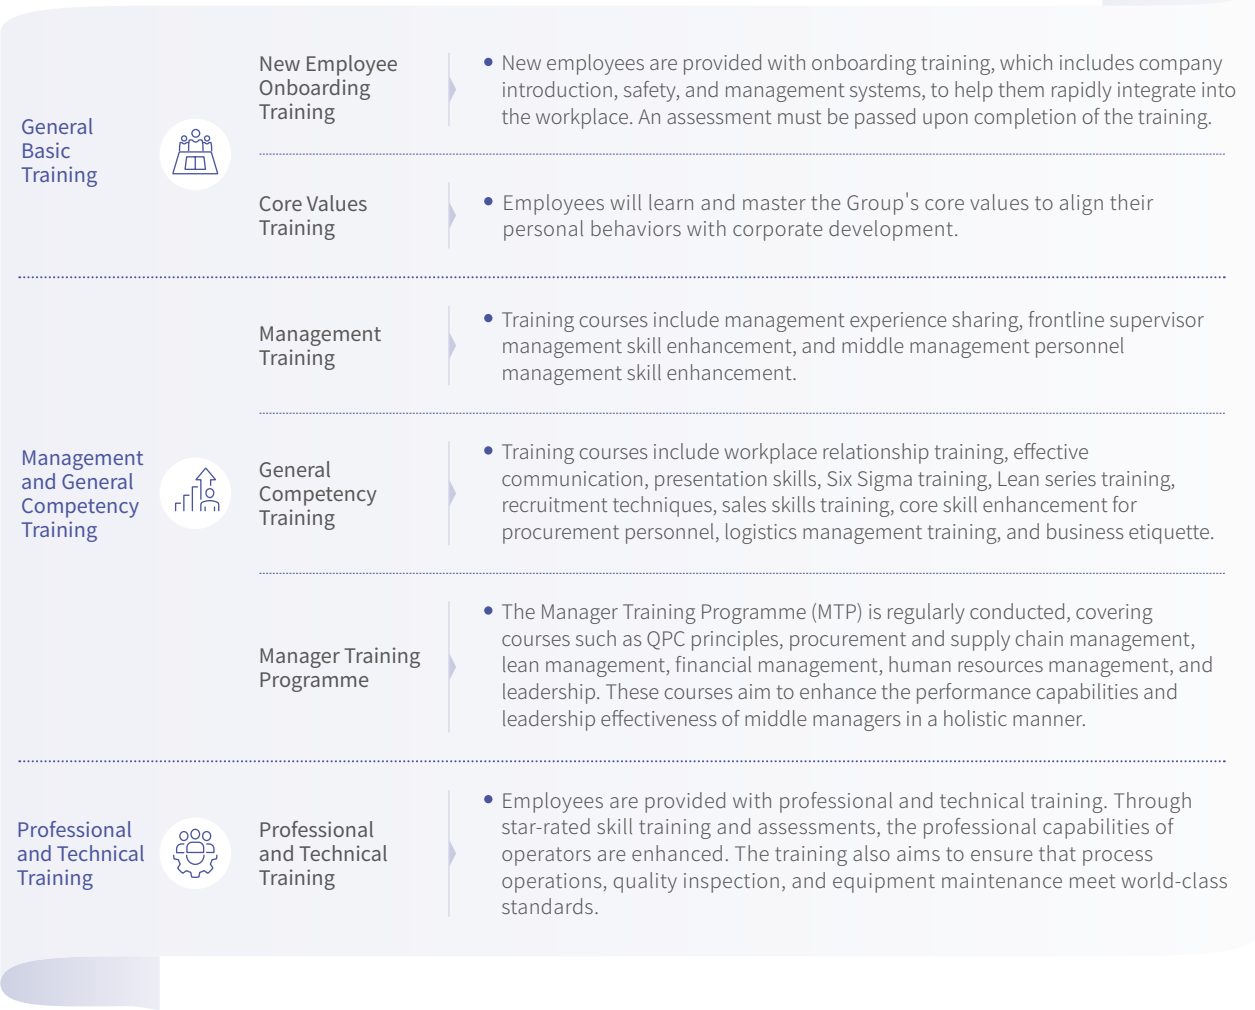 General
Basic
Training
New Employee
Onboarding
Training
• New employees are provided with onboarding training, which includes company
introduction, safety, and management systems, to help them rapidly integrate into
the workplace. An assessment must be passed upon completion of the training.
Core Values
Training
• Employees will learn and master the Group's core values to align their
personal behaviors with corporate development.
Management
and General
Competency
Training
Management
Training
• Training courses include management experience sharing, frontline supervisor
management skill enhancement, and middle management personnel
management skill enhancement.
General
Competency
Training
• Training courses include workplace relationship training, effective
communication, presentation skills, Six Sigma training, Lean series training,
recruitment techniques, sales skills training, core skill enhancement for
procurement personnel, logistics management training, and business etiquette.
Manager Training
Programme
• The Manager Training Programme (MTP) is regularly conducted, covering
courses such as QPC principles, procurement and supply chain management,
lean management, financial management, human resources management, and
leadership. These courses aim to enhance the performance capabilities and
leadership effectiveness of middle managers in a holistic manner.
Professional
and Technical
Training
Professional
and Technical
Training
• Employees are provided with professional and technical training. Through
star-rated skill training and assessments, the professional capabilities of
operators are enhanced. The training also aims to ensure that process
operations, quality inspection, and equipment maintenance meet world-class
standards.